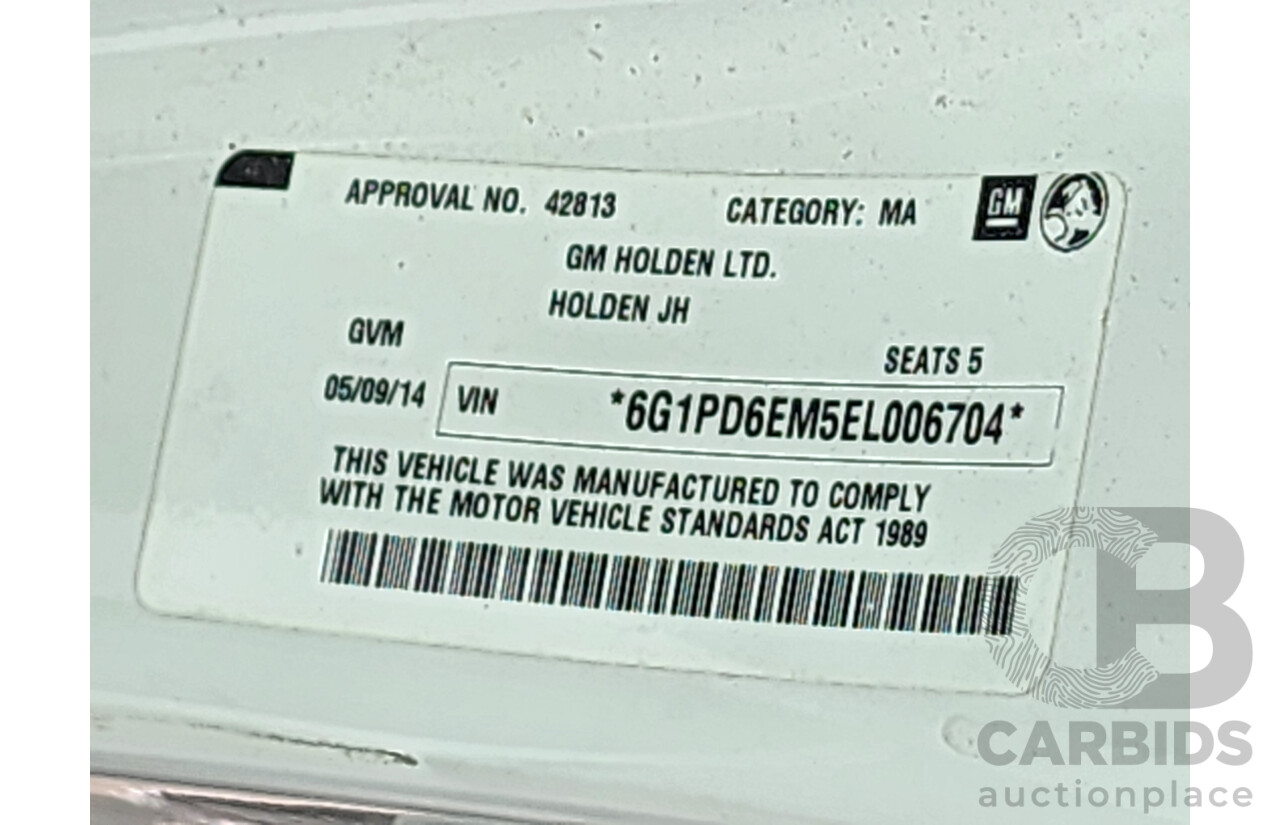 APPROVAL NO. 42813 CATEGORY: MA GM
GM HOLDEN LTD.
HOLDEN JH
GVM SEATS 5
05/09/14 VIN *6G1PD6EM5EL006704*
THIS VEHICLE WAS MANUFACTURED TO COMPLY
WITH THE MOTOR VEHICLE STANDARDS ACT 1989
CB
CARBIDS
auctionplace